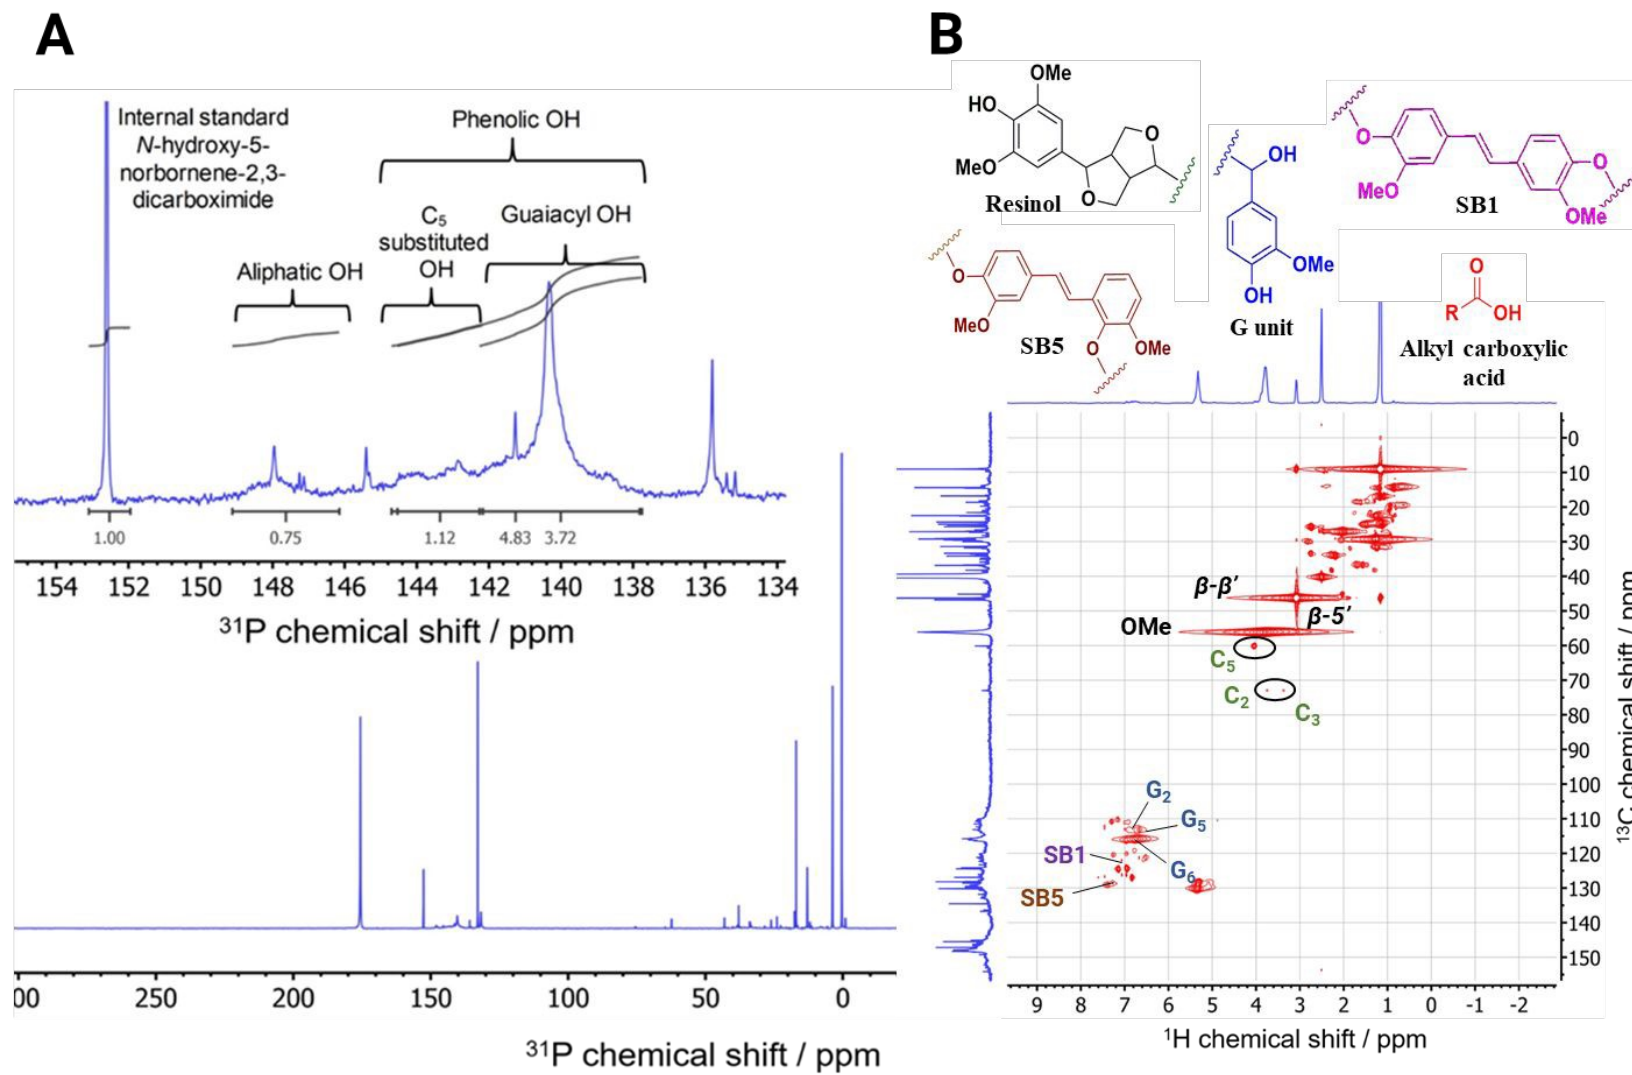 A
Internal standard
N-hydroxy-5-
norbornene-2,3-
dicarboximide
Phenolic OH
C5
substituted
OH
Guaiacyl OH
Aliphatic OH
1.00
0.75
1.12
4.83
3.72
154 152 150 148 146 144 142 140 138 136 134
31P chemical shift / ppm
00 250 200 150 100 50 0
31P chemical shift / ppm
B
OMe
HO
MeO
O
O
Resinol
OH
OMe
OH
G unit
O
MeO
O
OMe
SB1
O
MeO
O
OMe
SB5
O
R
OH
Alkyl carboxylic
acid
β-β′
β-5′
OMe
C5
C2
C3
G2
G5
SB1
G6
SB5
0
10
20
30
40
50
60
70
80
90
100
110
120
130
140
150
13C chemical shift / ppm
9 8 7 6 5 4 3 2 1 0 -1 -2
1H chemical shift / ppm